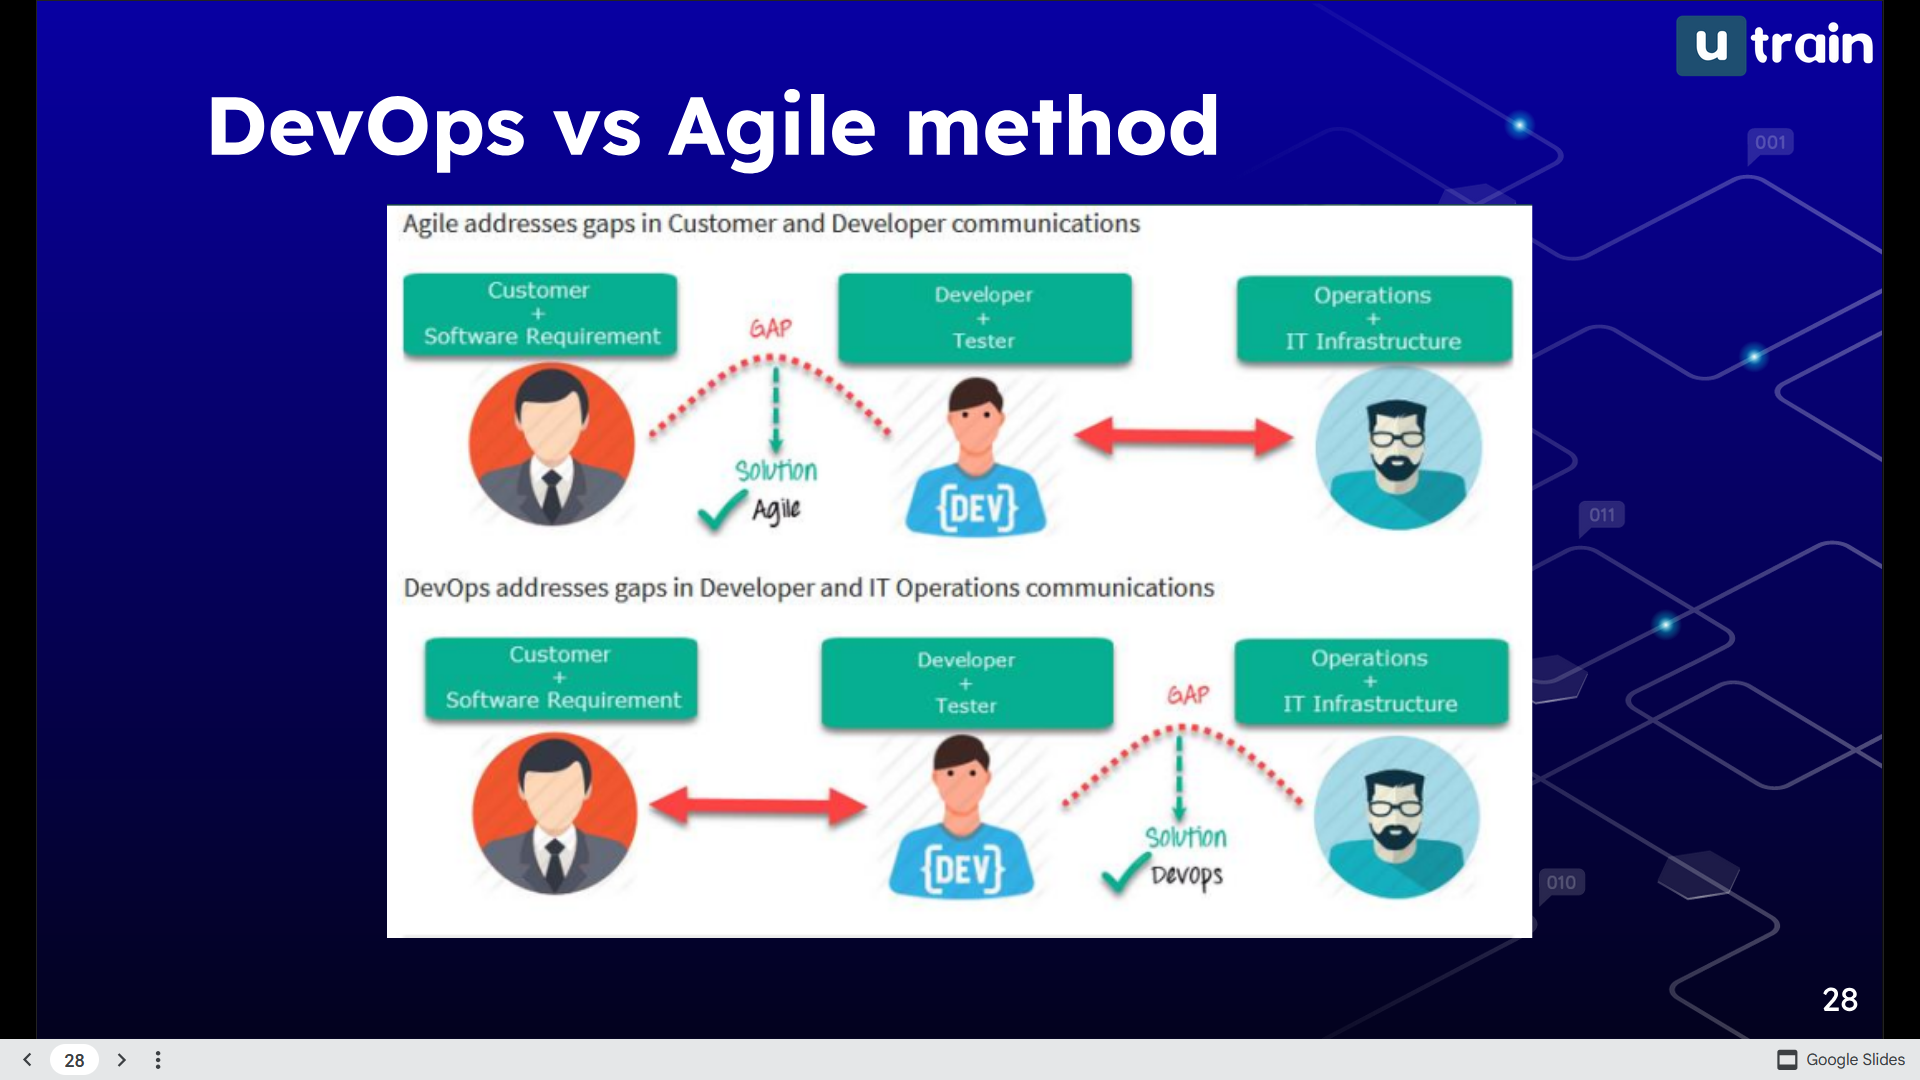 u train
DevOps vs Agile method
001
Agile addresses gaps in Customer and Developer communications
Customer
+
Software Requirement
GAP
Developer
+
Tester
Operations
+
IT Infrastructure
Solution
Agile
{DEV}
011
DevOps addresses gaps in Developer and IT Operations communications
Customer
+
Software Requirement
Developer
+
Tester
GAP
Operations
+
IT Infrastructure
{DEV}
Solution
Devops
010
28
28
Google Slides